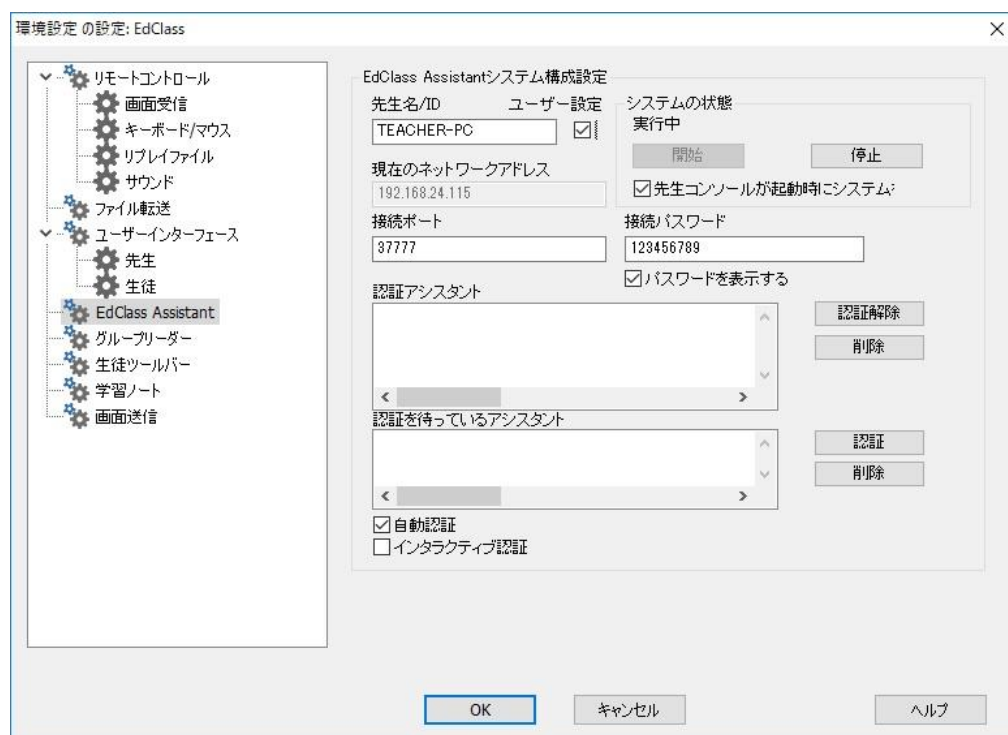 環境設定 の設定: EdClass
リモートコントロール
画面受信
キーボード/マウス
リプレイファイル
サウンド
ファイル転送
ユーザーインターフェース
先生
生徒
EdClass Assistant
グループリーダー
生徒ツールバー
学習ノート
画面送信
EdClass Assistantシステム構成設定
先生名/ID
ユーザー設定
TEACHER-PC
現在のネットワークアドレス
192.168.24.115
システムの状態
実行中
開始
停止
先生コンソールが起動時にシステム
接続ポート
37777
接続パスワード
123456789
パスワードを表示する
認証アシスタント
認証解除
削除
認証を待っているアシスタント
認証
削除
自動認証
インタラクティブ認証
OK
キャンセル
ヘルプ